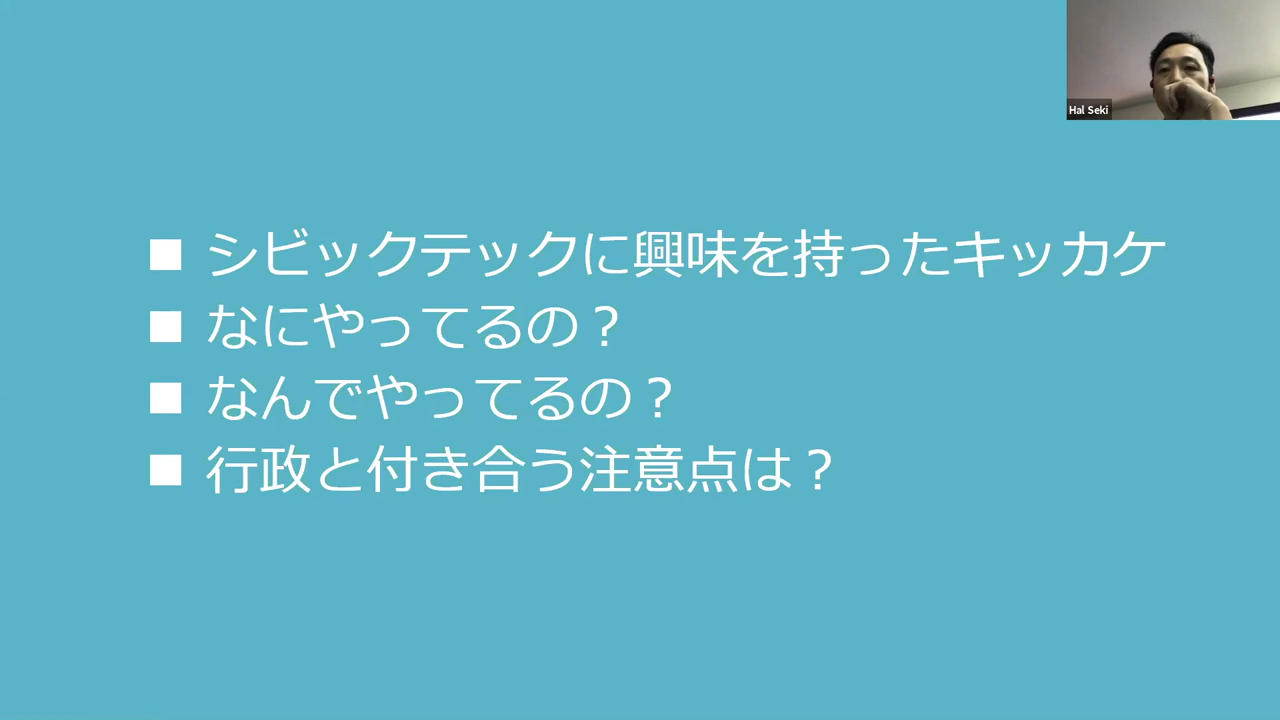 Hal Seki
■ シビックテックに興味を持ったキッカケ
■ なにやってるの？
■ なんでやってるの？
■ 行政と付き合う注意点は？